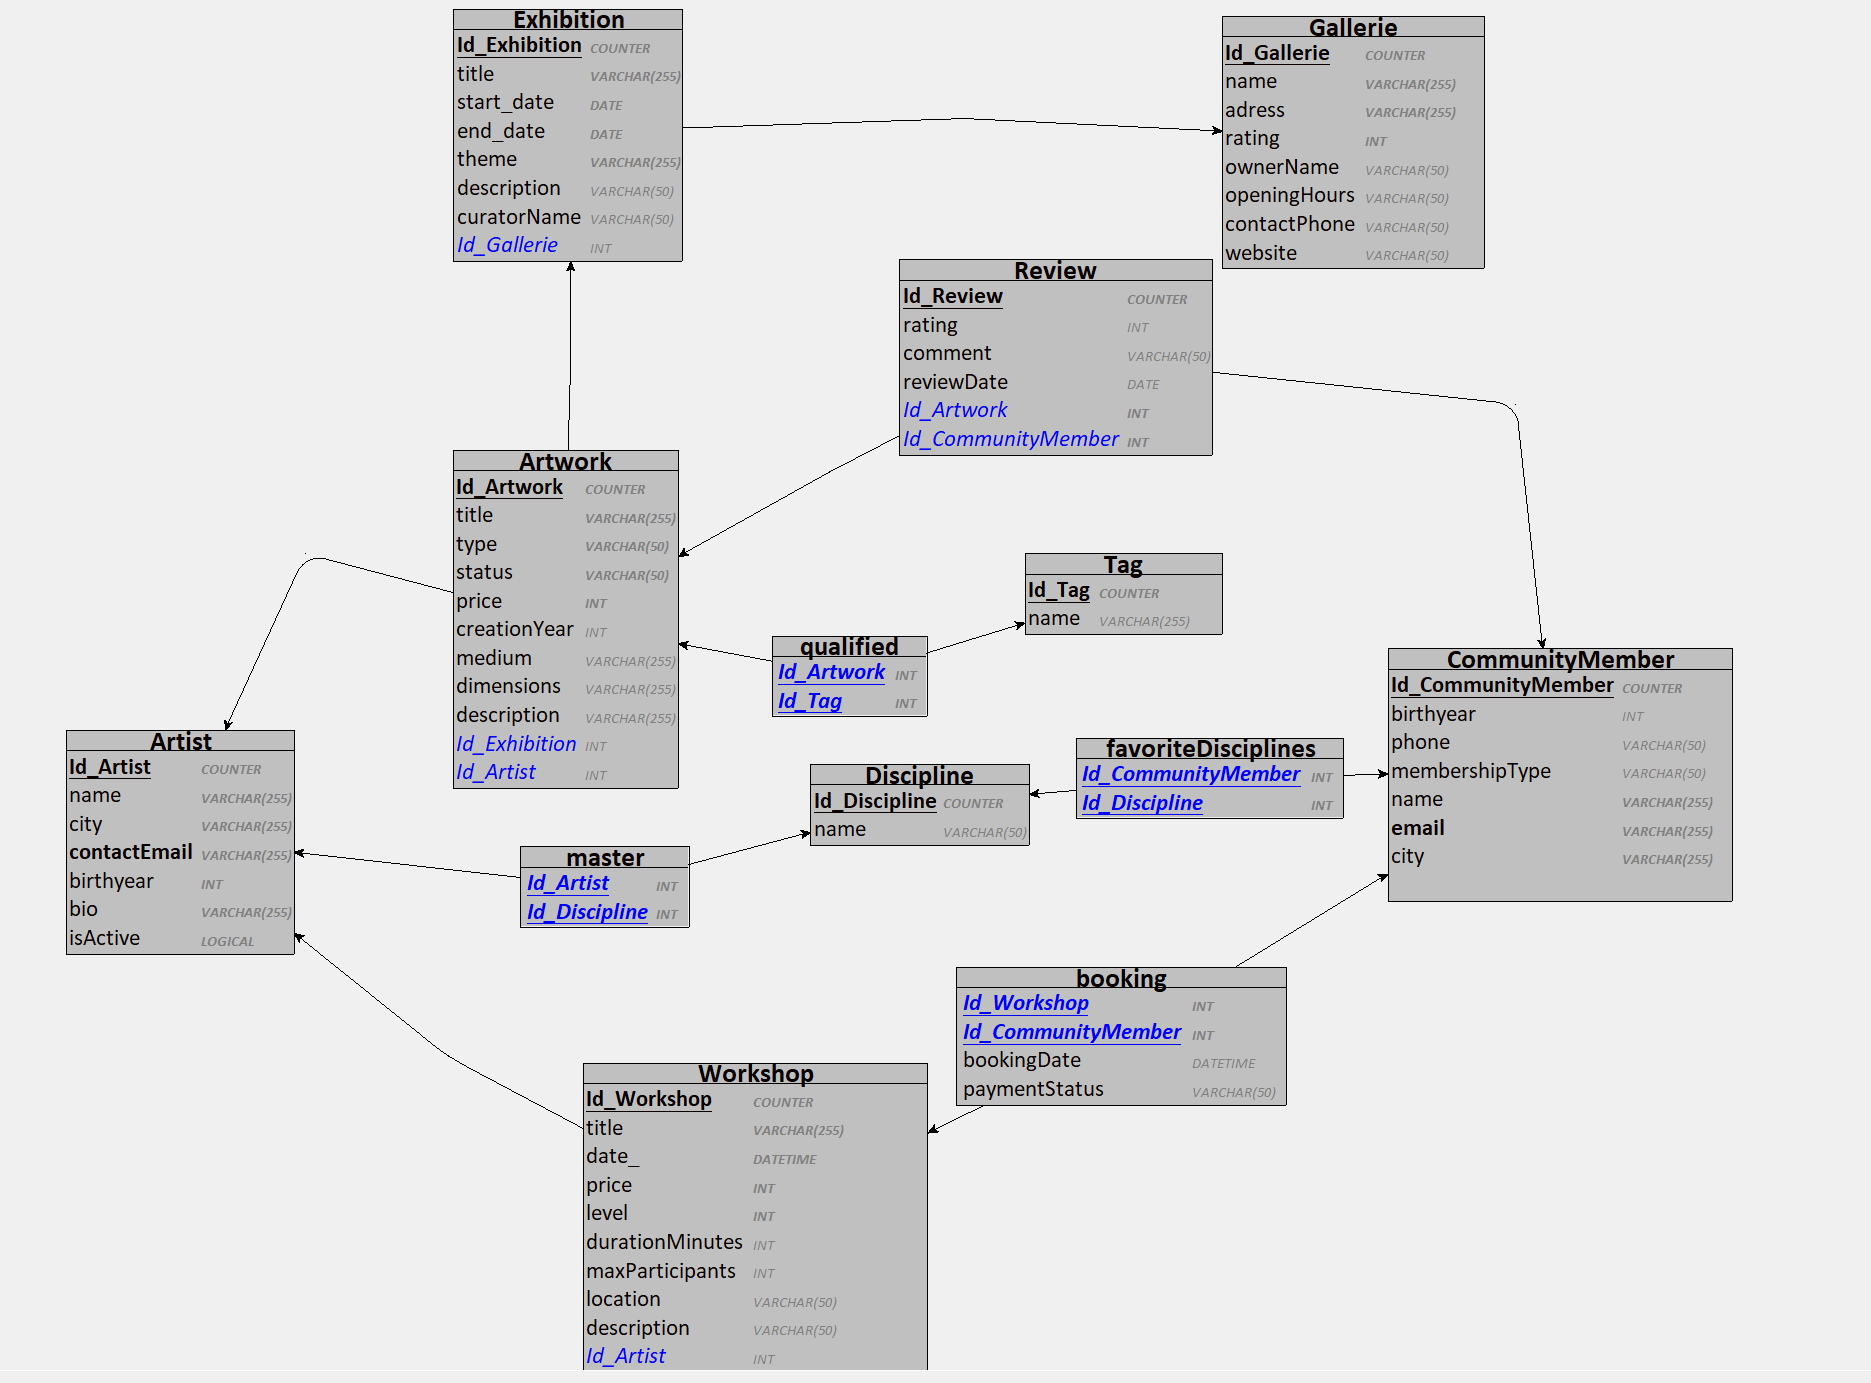 Exhibition
Id_Exhibition COUNTER
title VARCHAR(255)
start_date DATE
end_date DATE
theme VARCHAR(255)
description VARCHAR(50)
curatorName VARCHAR(50)
Id_Gallerie INT
Gallerie
Id_Gallerie COUNTER
name VARCHAR(255)
adress VARCHAR(255)
rating INT
ownerName VARCHAR(50)
openingHours VARCHAR(50)
contactPhone VARCHAR(50)
website VARCHAR(50)
Review
Id_Review COUNTER
rating INT
comment VARCHAR(50)
reviewDate DATE
Id_Artwork INT
Id_CommunityMember INT
Artwork
Id_Artwork COUNTER
title VARCHAR(255)
type VARCHAR(50)
status VARCHAR(50)
price INT
creationYear INT
medium VARCHAR(255)
dimensions VARCHAR(255)
description VARCHAR(255)
Id_Exhibition INT
Id_Artist INT
Tag
Id_Tag COUNTER
name VARCHAR(255)
qualified
Id_Artwork INT
Id_Tag INT
CommunityMember
Id_CommunityMember COUNTER
birthyear INT
phone VARCHAR(50)
membershipType VARCHAR(50)
name VARCHAR(255)
email VARCHAR(255)
city VARCHAR(255)
Artist
Id_Artist COUNTER
name VARCHAR(255)
city VARCHAR(255)
contactEmail VARCHAR(255)
birthyear INT
bio VARCHAR(255)
isActive LOGICAL
favoriteDisciplines
Id_CommunityMember INT
Id_Discipline INT
Discipline
Id_Discipline COUNTER
name VARCHAR(50)
master
Id_Artist INT
Id_Discipline INT
booking
Id_Workshop INT
Id_CommunityMember INT
bookingDate DATETIME
paymentStatus VARCHAR(50)
Workshop
Id_Workshop COUNTER
title VARCHAR(255)
date_ DATETIME
price INT
level INT
durationMinutes INT
maxParticipants INT
location VARCHAR(50)
description VARCHAR(50)
Id_Artist INT